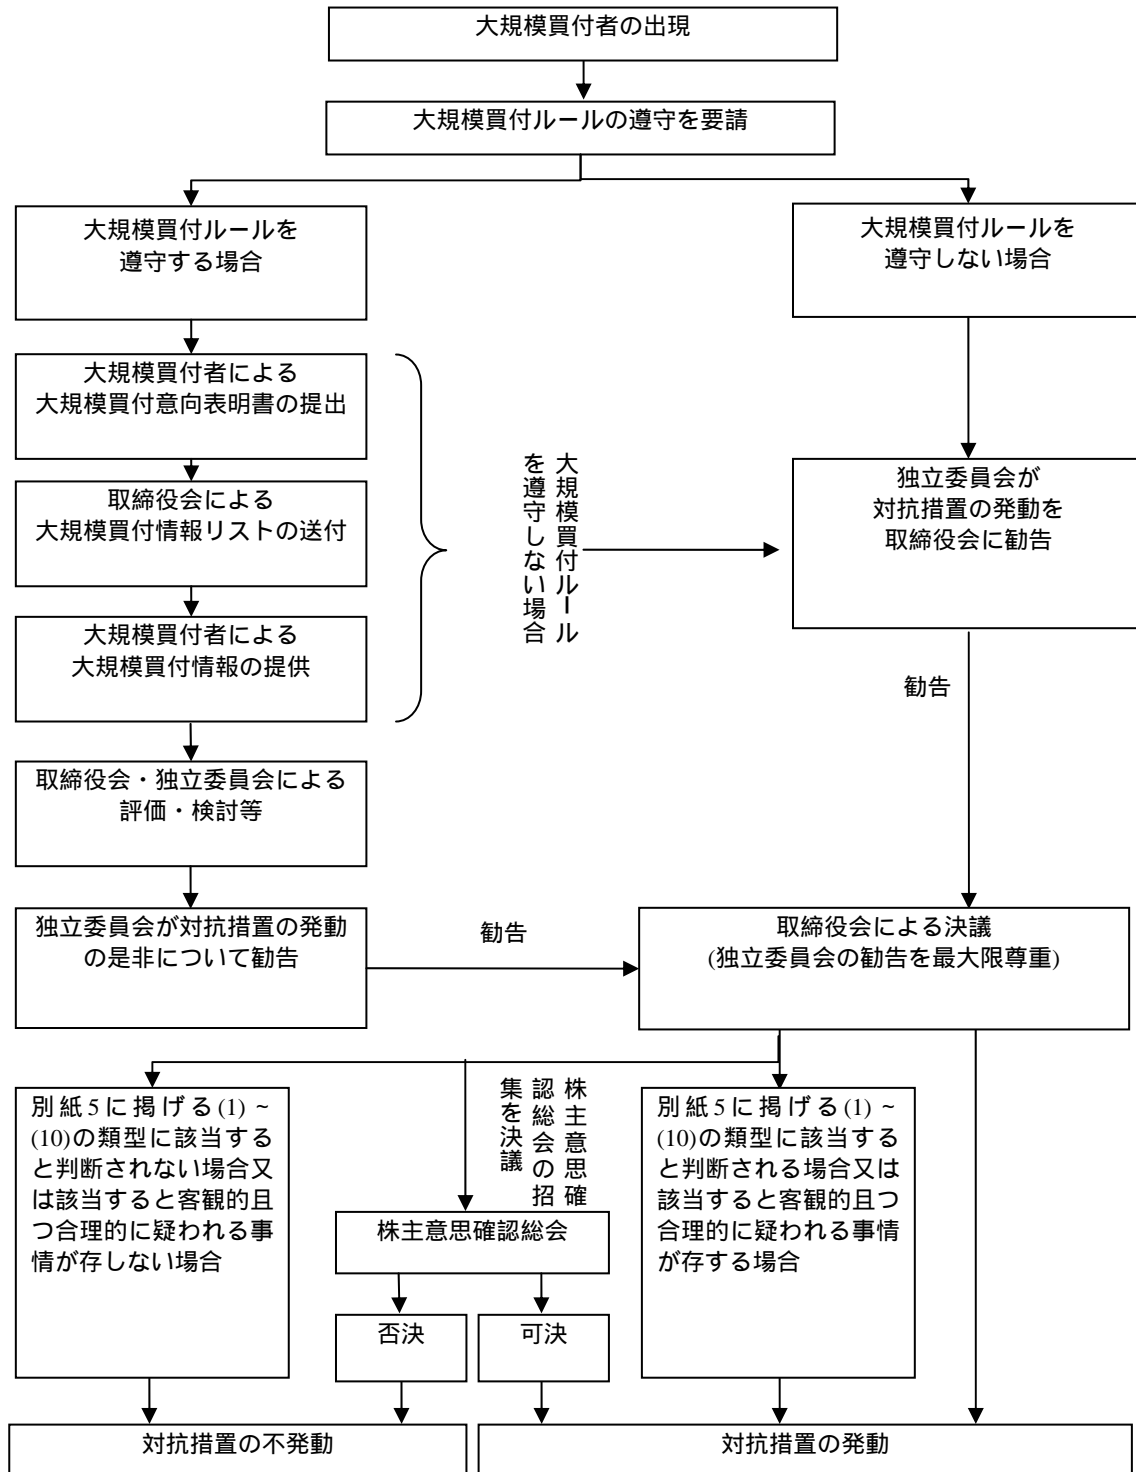 大規模買付者の出現
大規模買付ルールの遵守を要請
大規模買付ルールを
遵守する場合
大規模買付ルールを
遵守しない場合
大規模買付者による
大規模買付意向表明書の提出
取締役会による
大規模買付情報リストの送付
大規模買付者による
大規模買付情報の提供
大規模買付ルール
を遵守しない場合
独立委員会が
対抗措置の発動を
取締役会に勧告
勧告
取締役会・独立委員会による
評価・検討等
独立委員会が対抗措置の発動
の是非について勧告
勧告
取締役会による決議
(独立委員会の勧告を最大限尊重)
別紙5に掲げる(1)~
(10)の類型に該当する
と判断されない場合又
は該当すると客観的且
つ合理的に疑われる事
情が存しない場合
株主意思確
認総会の招
集を決議
株主意思確認総会
否決
可決
別紙5に掲げる(1)~
(10)の類型に該当する
と判断される場合又は
該当すると客観的且つ
合理的に疑われる事情
が存する場合
対抗措置の不発動
対抗措置の発動